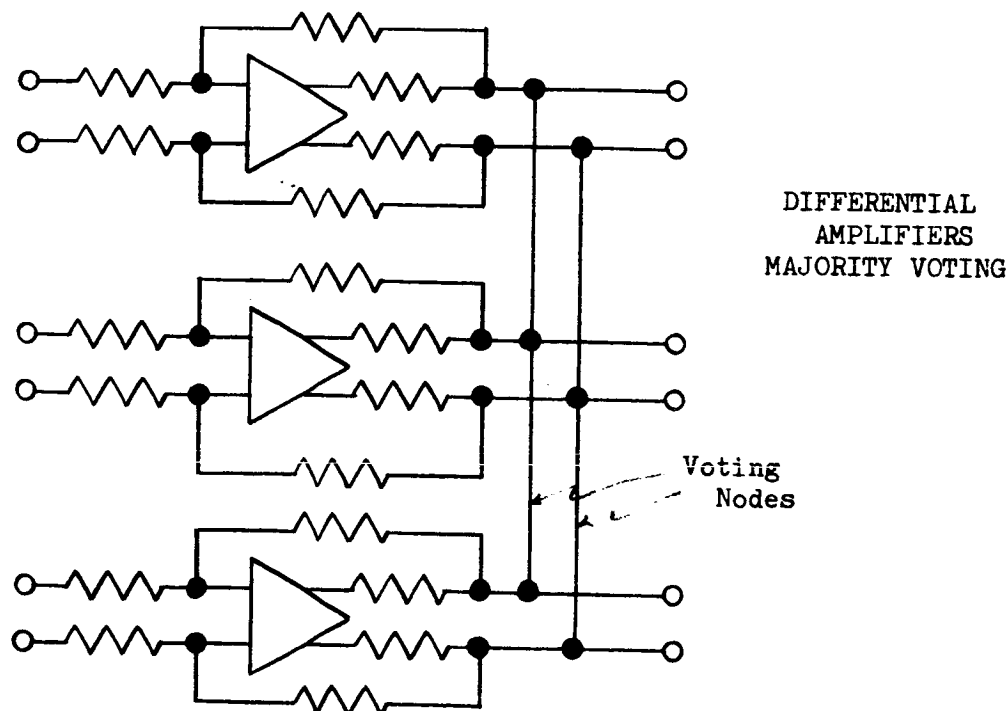 DIFFERENTIAL
AMPLIFIERS
MAJORITY VOTING
Voting
Nodes